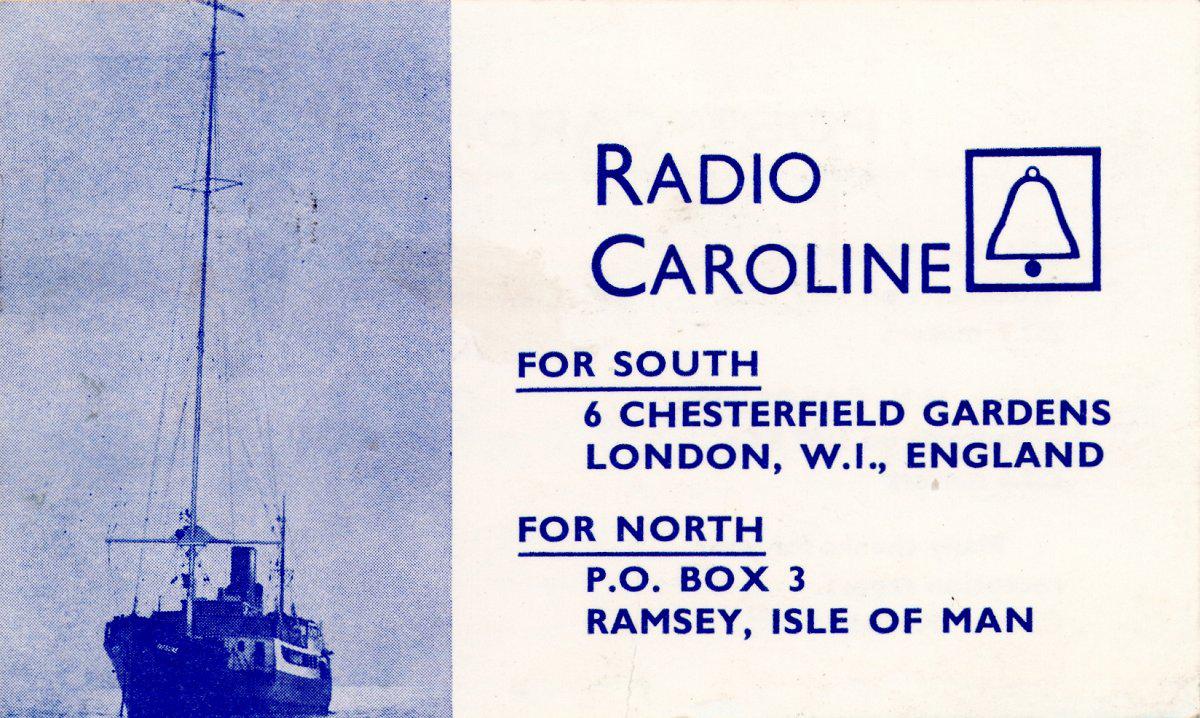 RADIO
CAROLINE
FOR SOUTH
6 CHESTERFIELD GARDENS
LONDON, W.I., ENGLAND
FOR NORTH
P.O. BOX 3
RAMSEY, ISLE OF MAN